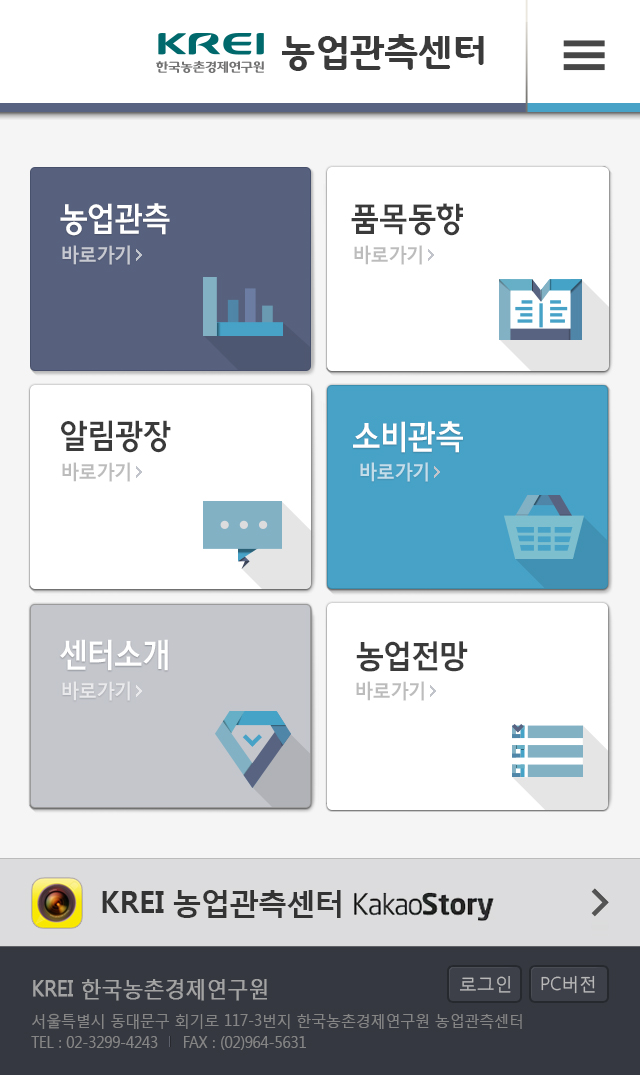 KREI 농업관측센터
한국농촌경제연구원
농업관측
바로가기 >
품목동향
바로가기 >
알림광장
바로가기 >
소비관측
바로가기 >
센터소개
바로가기 >
농업전망
바로가기 >
KREI 농업관측센터 KakaoStory
KREI 한국농촌경제연구원
로그인 PC버전
서울특별시 동대문구 회기로 117-3번지 한국농촌경제연구원 농업관측센터
TEL : 02-3299-4243 | FAX : (02)964-5631